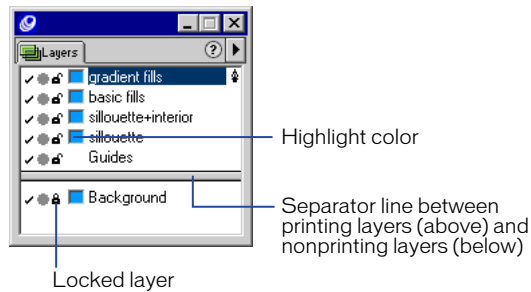 Layers
?
gradient fills
basic fills
sillouette+interior
sillouette
Guides
Background
Highlight color
Separator line between
printing layers (above) and
nonprinting layers (below)
Locked layer